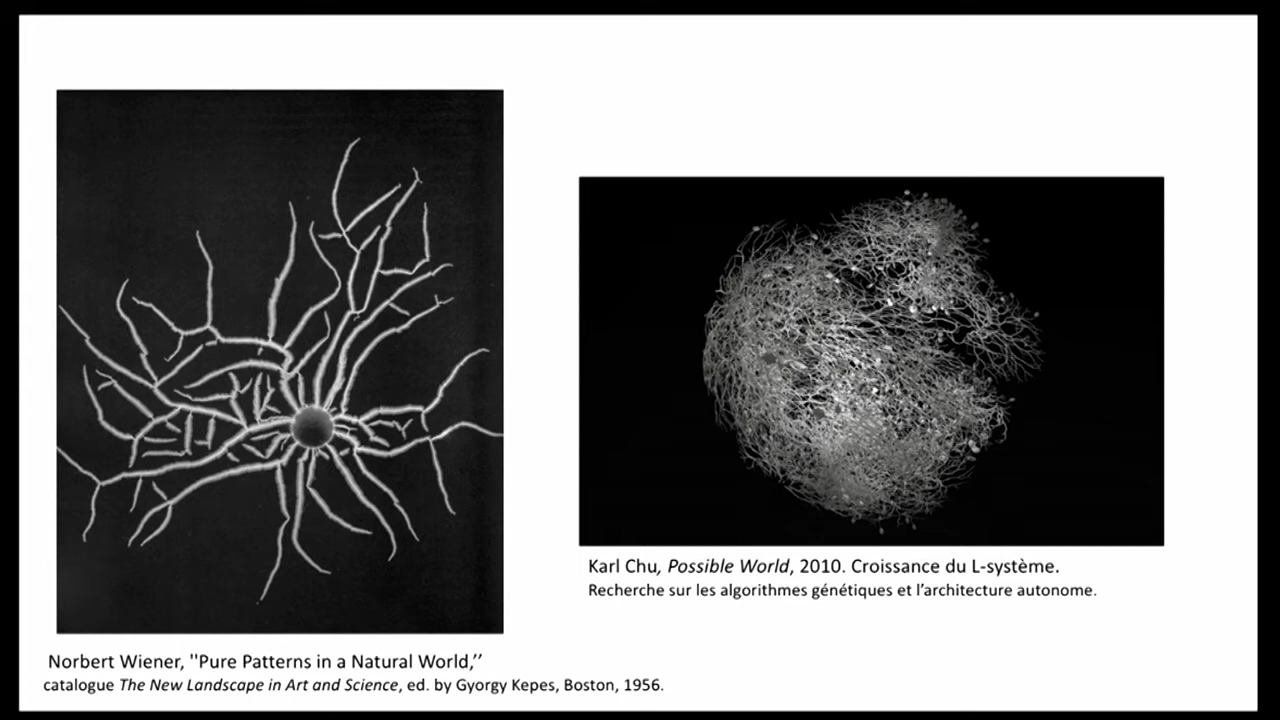 Karl Chu, Possible World, 2010. Croissance du L-système.
Recherche sur les algorithmes génétiques et l’architecture autonome.
Norbert Wiener, ''Pure Patterns in a Natural World,’’
catalogue The New Landscape in Art and Science, ed. by Gyorgy Kepes, Boston, 1956.